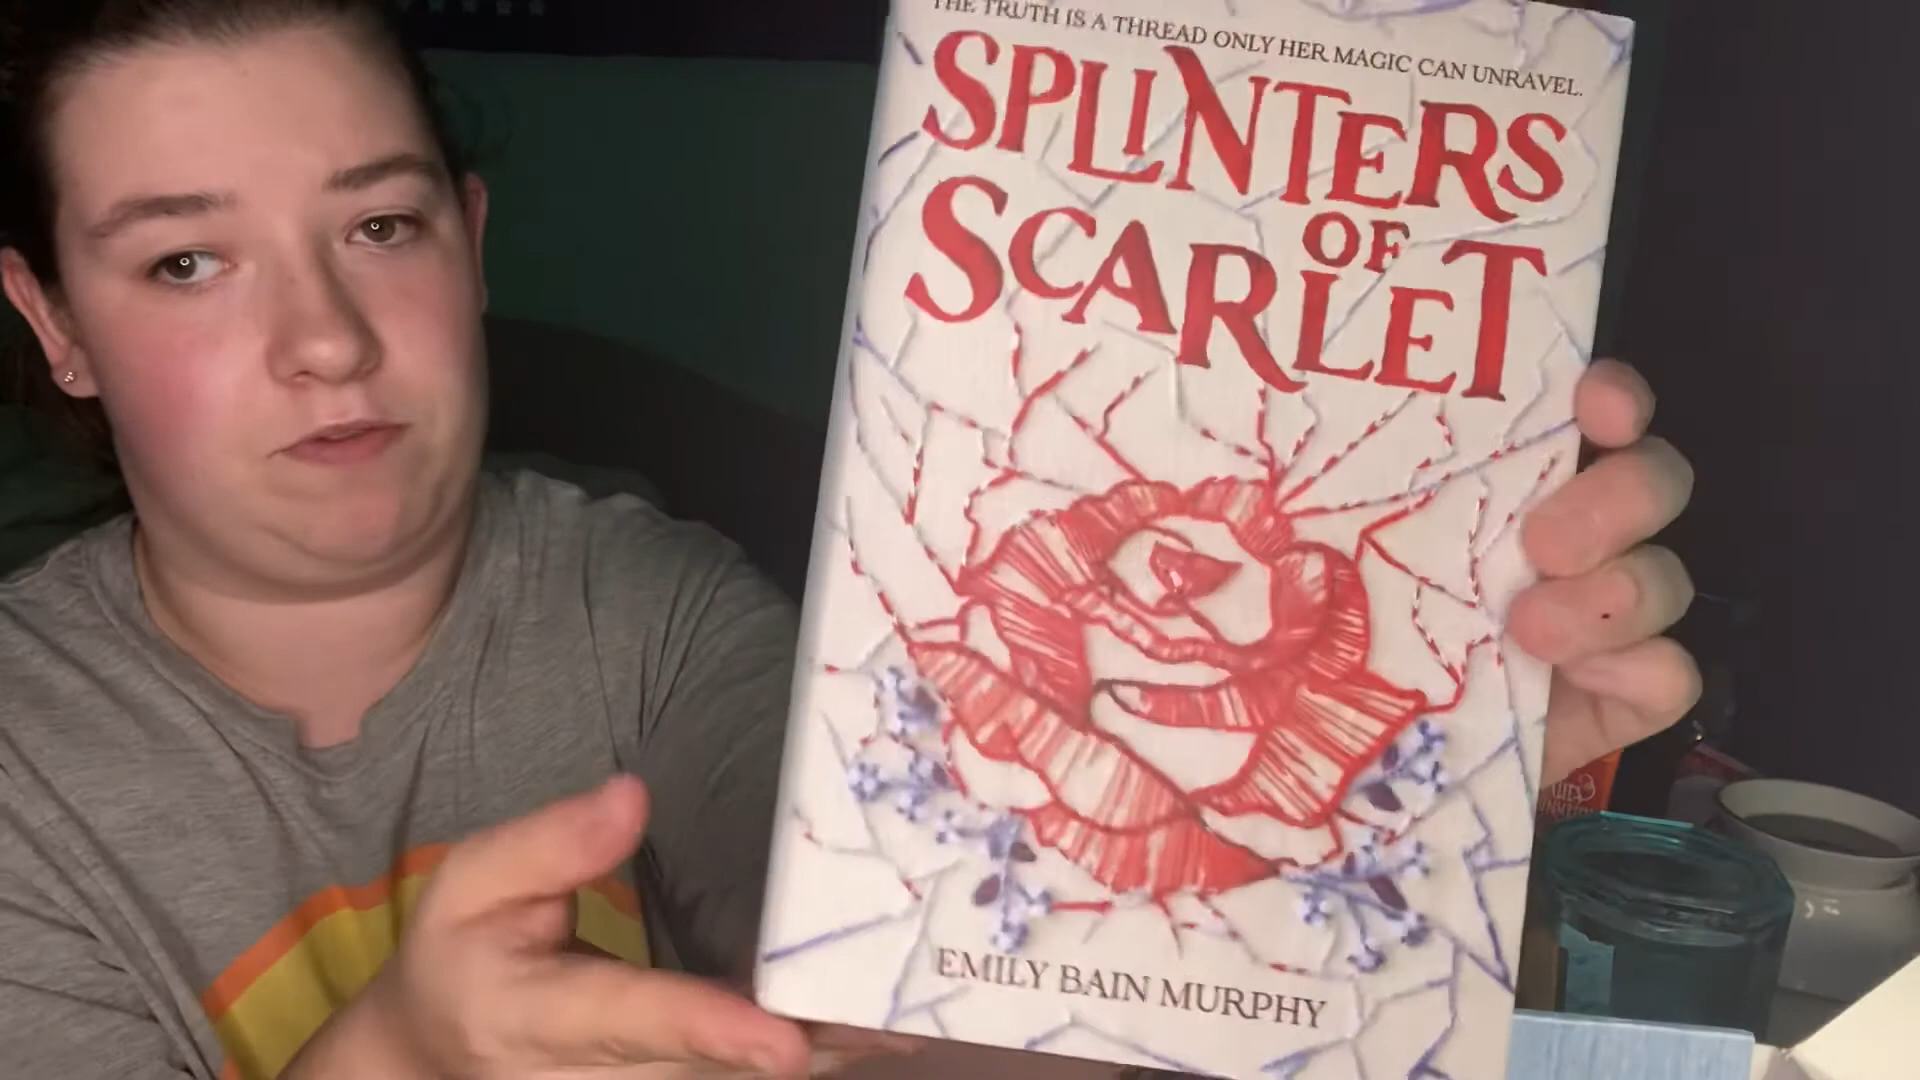 THE TRUTH IS A THREAD ONLY HER MAGIC CAN UNRAVEL.
SPLINTERS
OF
SCARLET
EMILY BAIN MURPHY